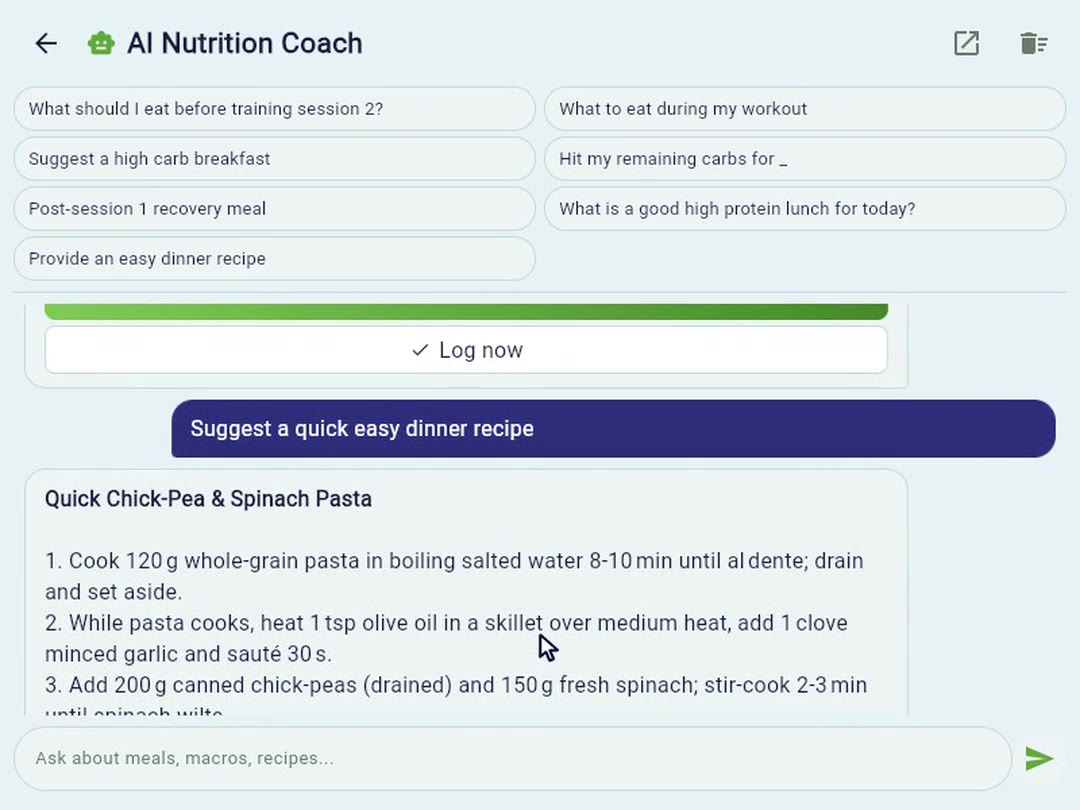 AI Nutrition Coach
What should I eat before training session 2?
What to eat during my workout
Suggest a high carb breakfast
Hit my remaining carbs for _
Post-session 1 recovery meal
What is a good high protein lunch for today?
Provide an easy dinner recipe
Log now
Suggest a quick easy dinner recipe
Quick Chick-Pea & Spinach Pasta
1. Cook 120 g whole-grain pasta in boiling salted water 8-10 min until al dente; drain
and set aside.
2. While pasta cooks, heat 1 tsp olive oil in a skillet over medium heat, add 1 clove
minced garlic and sauté 30 s.
3. Add 200 g canned chick-peas (drained) and 150 g fresh spinach; stir-cook 2-3 min
until spinach wilts
Ask about meals, macros, recipes...